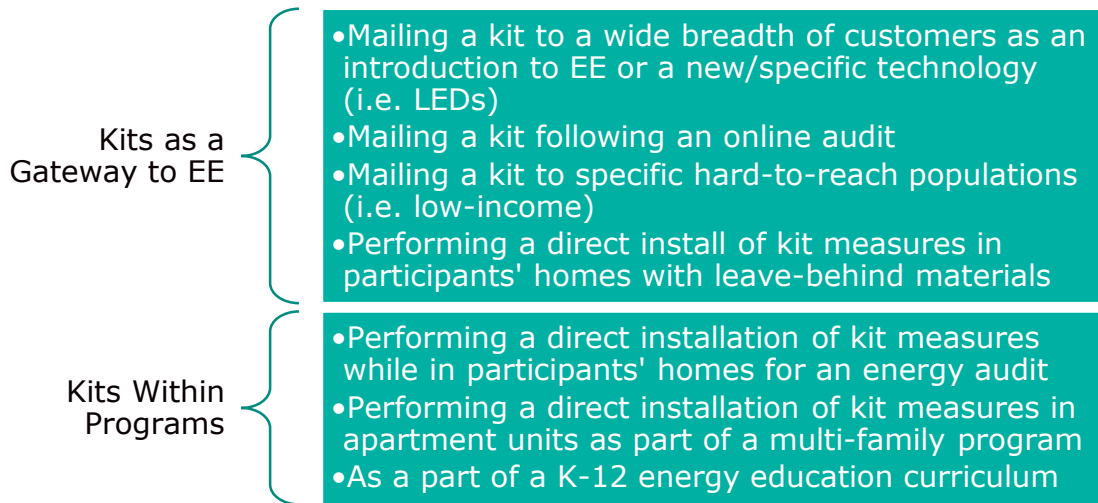 Kits as a
Gateway to EE
•Mailing a kit to a wide breadth of customers as an
introduction to EE or a new/specific technology
(i.e. LEDs)
•Mailing a kit following an online audit
•Mailing a kit to specific hard-to-reach populations
(i.e. low-income)
•Performing a direct install of kit measures in
participants' homes with leave-behind materials
Kits Within
Programs
•Performing a direct installation of kit measures
while in participants' homes for an energy audit
•Performing a direct installation of kit measures in
apartment units as part of a multi-family program
•As a part of a K-12 energy education curriculum